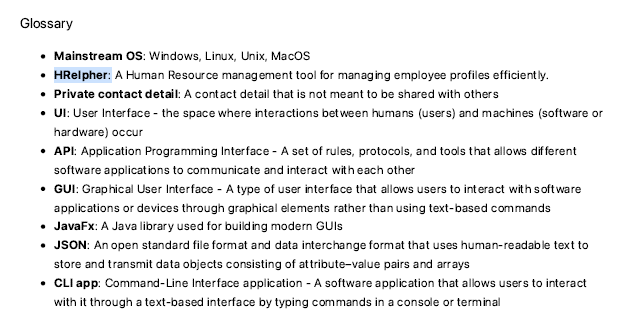 Glossary
• Mainstream OS: Windows, Linux, Unix, MacOS
• HRelpher: A Human Resource management tool for managing employee profiles efficiently.
• Private contact detail: A contact detail that is not meant to be shared with others
• UI: User Interface - the space where interactions between humans (users) and machines (software or
hardware) occur
• API: Application Programming Interface - A set of rules, protocols, and tools that allows different
software applications to communicate and interact with each other
• GUI: Graphical User Interface - A type of user interface that allows users to interact with software
applications or devices through graphical elements rather than using text-based commands
• JavaFx: A Java library used for building modern GUIs
• JSON: An open standard file format and data interchange format that uses human-readable text to
store and transmit data objects consisting of attribute–value pairs and arrays
• CLI app: Command-Line Interface application - A software application that allows users to interact
with it through a text-based interface by typing commands in a console or terminal